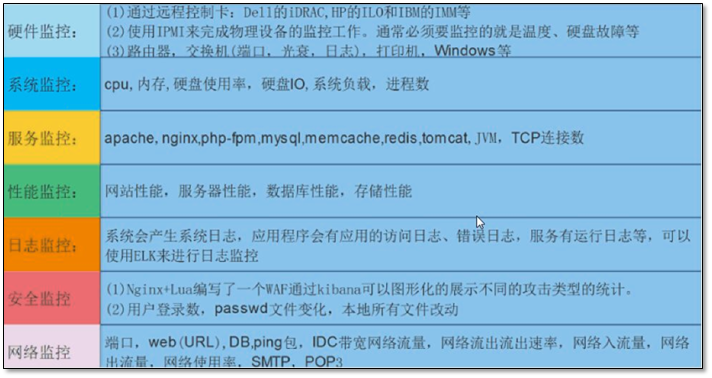 硬件监控:
(1)通过远程控制卡: Dell的iDRAC,HP的ILO和IBM的IMM等
(2)使用IPMI来完成物理设备的监控工作。通常必须要监控的就是温度、硬盘故障等
(3)路由器, 交换机(端口, 光衰, 日志), 打印机, Windows等
系统监控:
cpu, 内存, 硬盘使用率, 硬盘IO, 系统负载, 进程数
服务监控:
apache, nginx,php-fpm,mysql,memcache,redis,tomcat, JVM, TCP连接数
性能监控:
网站性能, 服务器性能, 数据库性能, 存储性能
日志监控:
系统会产生系统日志, 应用程序会有应用的访问日志、错误日志, 服务有运行日志等, 可以
使用ELK来进行日志监控
安全监控
(1)Nginx+Lua编写了一个WAF通过kibana可以图形化的展示不同的攻击类型的统计。
(2)用户登录数, passwd文件变化, 本地所有文件改动
网络监控
端口, web(URL), DB,ping包, IDC带宽网络流量, 网络流出流出速率, 网络入流量, 网络
出流量, 网络使用率, SMTP, POP3